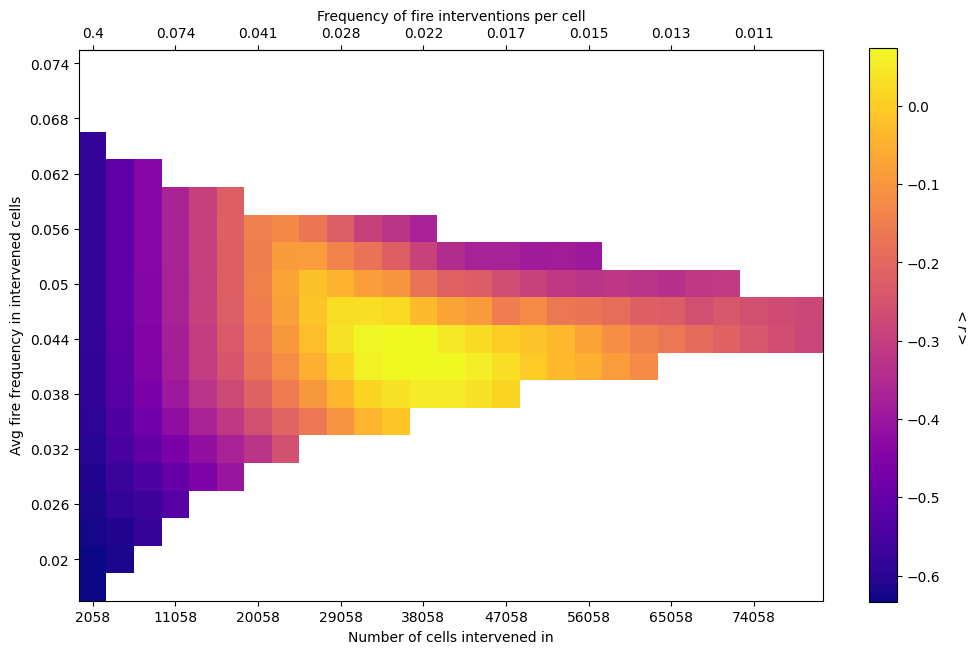 Frequency of fire interventions per cell
0.4 0.074 0.041 0.028 0.022 0.017 0.015 0.013 0.011
Avg fire frequency in intervened cells
0.074
0.068
0.062
0.056
0.05
0.044
0.038
0.032
0.026
0.02
2058 11058 20058 29058 38058 47058 56058 65058 74058
Number of cells intervened in
0.0
−0.1
−0.2
−0.3
−0.4
−0.5
−0.6
< r >